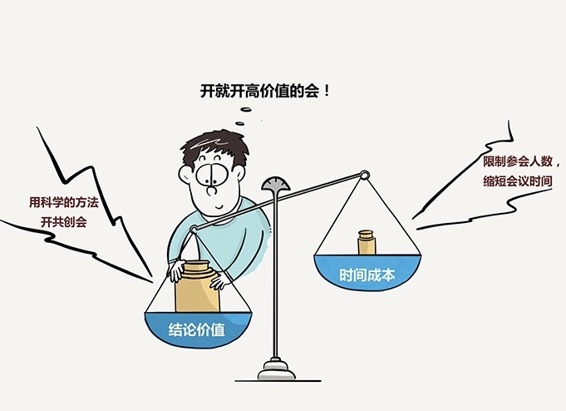 开就开高价值的会！
用科学的方法
开共创会
限制参会人数，
缩短会议时间
时间成本
结论价值